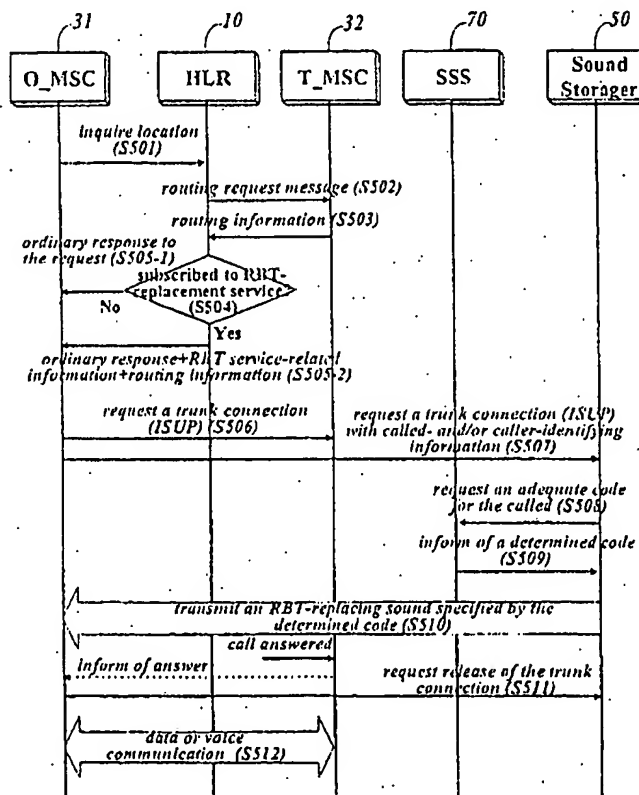 31
10
32
70
50
O_MSC
HLR
T_MSC
SSS
Sound
Storager
inquire location
(S501)
routing request message (S502)
routing information (S503)
ordinary response to
the request (S505-1)
subscribed to RBT-
replacement service
(S504)
No
Yes
ordinary response+RBT service-related
information+routing information (S505-2)
request a trunk connection
(ISUP) (S506)
request a trunk connection (ISUP)
with called- and/or caller-identifying
information (S507)
request an adequate code
for the called (S508)
inform of a determined code
(S509)
transmit an RBT-replacing sound specified by the
determined code (S510)
call answered
inform of answer
request release of the trunk
connection (S511)
data or voice
communication (S512)